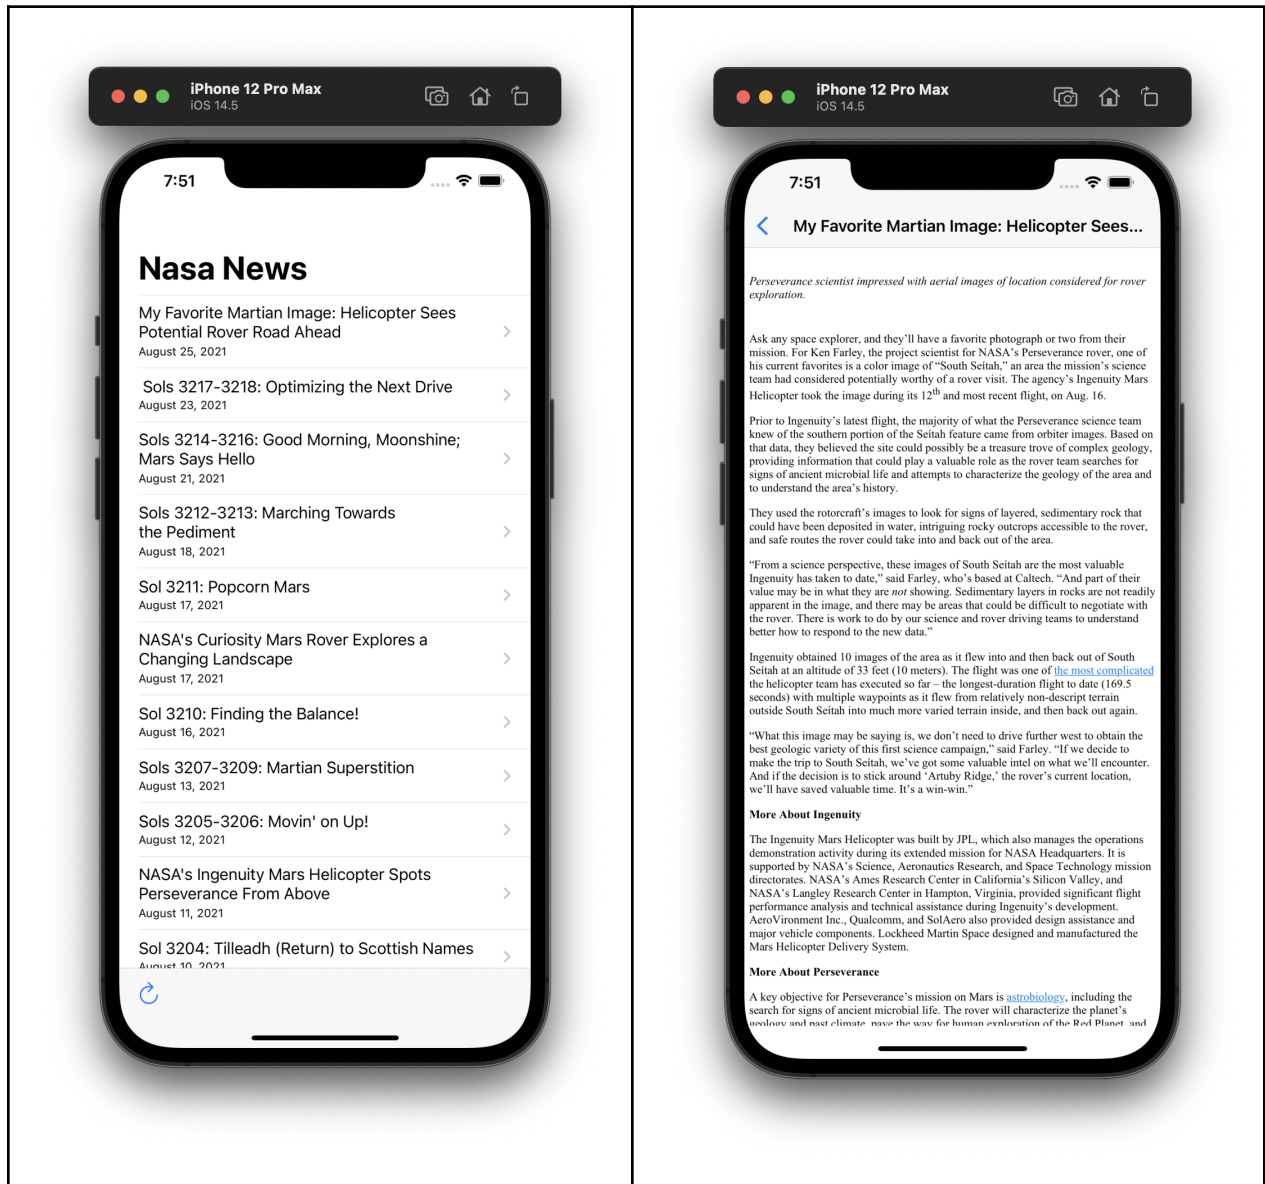 iPhone 12 Pro Max
iOS 14.5
7:51
Nasa News
My Favorite Martian Image: Helicopter Sees
Potential Rover Road Ahead
August 25, 2021
Sols 3217-3218: Optimizing the Next Drive
August 23, 2021
Sols 3214-3216: Good Morning, Moonshine;
Mars Says Hello
August 21, 2021
Sols 3212-3213: Marching Towards
the Pediment
August 18, 2021
Sol 3211: Popcorn Mars
August 17, 2021
NASA's Curiosity Mars Rover Explores a
Changing Landscape
August 17, 2021
Sol 3210: Finding the Balance!
August 16, 2021
Sols 3207-3209: Martian Superstition
August 13, 2021
Sols 3205-3206: Movin' on Up!
August 12, 2021
NASA's Ingenuity Mars Helicopter Spots
Perseverance From Above
August 11, 2021
Sol 3204: Tilleadh (Return) to Scottish Names
August 10, 2021
iPhone 12 Pro Max
iOS 14.5
7:51
My Favorite Martian Image: Helicopter Sees...
Perseverance scientist impressed with aerial images of location considered for rover
exploration.
Ask any space explorer, and they’ll have a favorite photograph or two from their
mission. For Ken Farley, the project scientist for NASA’s Perseverance rover, one of
his current favorites is a color image of “South Seítah,” an area the mission’s science
team had considered potentially worthy of a rover visit. The agency’s Ingenuity Mars
Helicopter took the image during its 12th and most recent flight, on Aug. 16.
Prior to Ingenuity’s latest flight, the majority of what the Perseverance science team
knew of the southern portion of the Seítah feature came from orbiter images. Based on
that data, they believed the site could possibly be a treasure trove of complex geology,
providing information that could play a valuable role as the rover team searches for
signs of ancient microbial life and attempts to characterize the geology of the area and
to understand the area’s history.
They used the rotorcraft’s images to look for signs of layered, sedimentary rock that
could have been deposited in water, intriguing rocky outcrops accessible to the rover,
and safe routes the rover could take into and back out of the area.
“From a science perspective, these images of South Seítah are the most valuable
Ingenuity has taken to date,” said Farley, who’s based at Caltech. “And part of their
value may be in what they are not showing. Sedimentary layers in rocks are not readily
apparent in the image, and there may be areas that could be difficult to negotiate with
the rover. There is work to do by our science and rover driving teams to understand
better how to respond to the new data.”
Ingenuity obtained 10 images of the area as it flew into and then back out of South
Seítah at an altitude of 33 feet (10 meters). The flight was one of the most complicated
the helicopter team has executed so far – the longest-duration flight to date (169.5
seconds) with multiple waypoints as it flew from relatively non-descript terrain
outside South Seítah into much more varied terrain inside, and then back out again.
“What this image may be saying is, we don’t need to drive further west to obtain the
best geologic variety of this first science campaign,” said Farley. “If we decide to
make the trip to South Seítah, we’ve got some valuable intel on what we’ll encounter.
And if the decision is to stick around ‘Artuby Ridge,’ the rover’s current location,
we’ll have saved valuable time. It’s a win-win.”
More About Ingenuity
The Ingenuity Mars Helicopter was built by JPL, which also manages the operations
demonstration activity during its extended mission for NASA Headquarters. It is
supported by NASA’s Science, Aeronautics Research, and Space Technology mission
directorates. NASA’s Ames Research Center in California’s Silicon Valley, and
NASA’s Langley Research Center in Hampton, Virginia, provided significant flight
performance analysis and technical assistance during Ingenuity’s development.
AeroVironment Inc., Qualcomm, and SolAero also provided design assistance and
major vehicle components. Lockheed Martin Space designed and manufactured the
Mars Helicopter Delivery System.
More About Perseverance
A key objective for Perseverance’s mission on Mars is astrobiology, including the
search for signs of ancient microbial life. The rover will characterize the planet’s
geology and past climate, pave the way for human exploration of the Red Planet, and